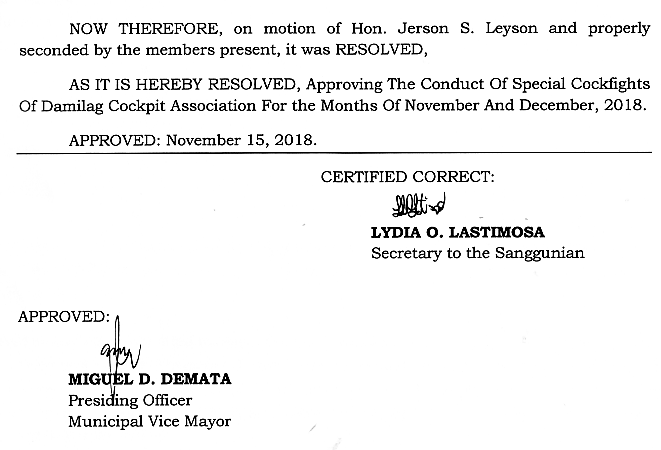 NOW THEREFORE, on motion of Hon. Jerson S. Leyson and properly
seconded by the members present, it was RESOLVED,
AS IT IS HEREBY RESOLVED, Approving The Conduct Of Special Cockfights
Of Damilag Cockpit Association For the Months Of November And December, 2018.
APPROVED: November 15, 2018.
CERTIFIED CORRECT:
LYDIA O. LASTIMOSA
Secretary to the Sanggunian
APPROVED:
MIGUEL D. DEMATA
Presiding Officer
Municipal Vice Mayor